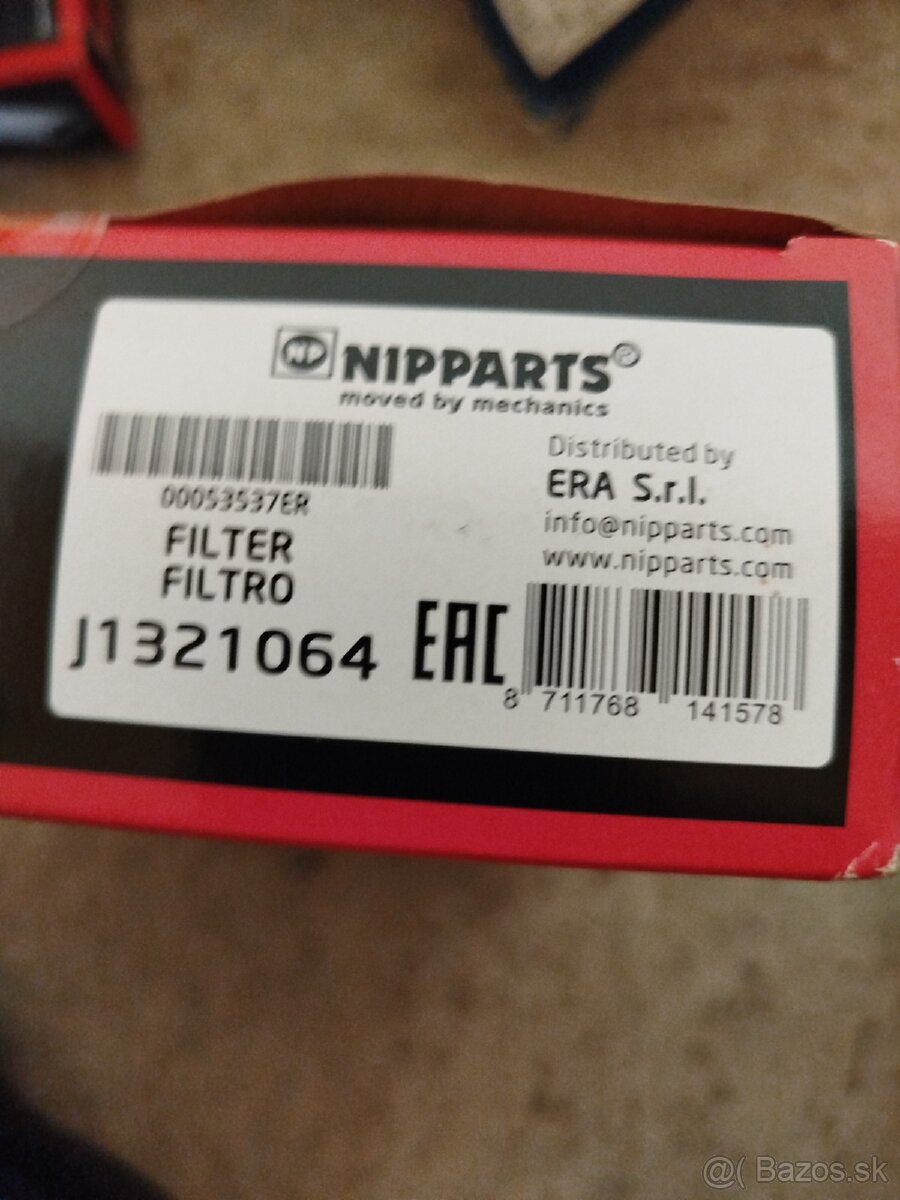 NP NIPPARTS®
moved by mechanics
00053537ER
FILTER
FILTRO
J1321064
Distributed by
ERA S.r.l.
info@nipparts.com
www.nipparts.com
EAC
8 711768 141578
@( Bazos.sk